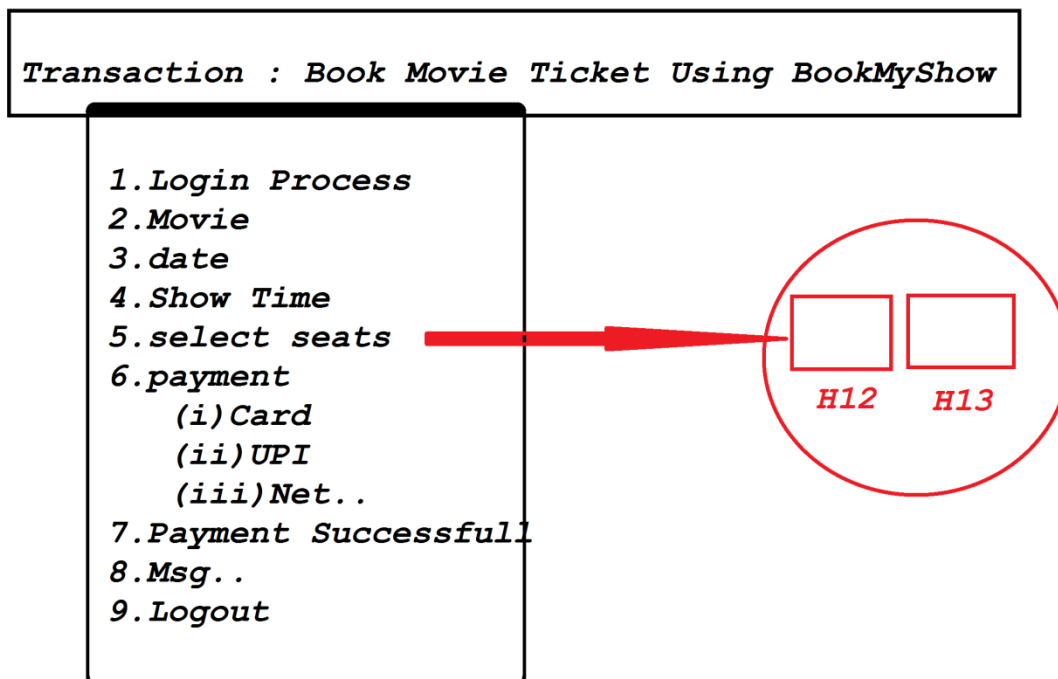 Transaction : Book Movie Ticket Using BookMyShow
1.Login Process
2.Movie
3.date
4.Show Time
5.select seats
6.payment
(i)Card
(ii)UPI
(iii)Net..
7.Payment Successfull
8.Msg..
9.Logout
H12 H13